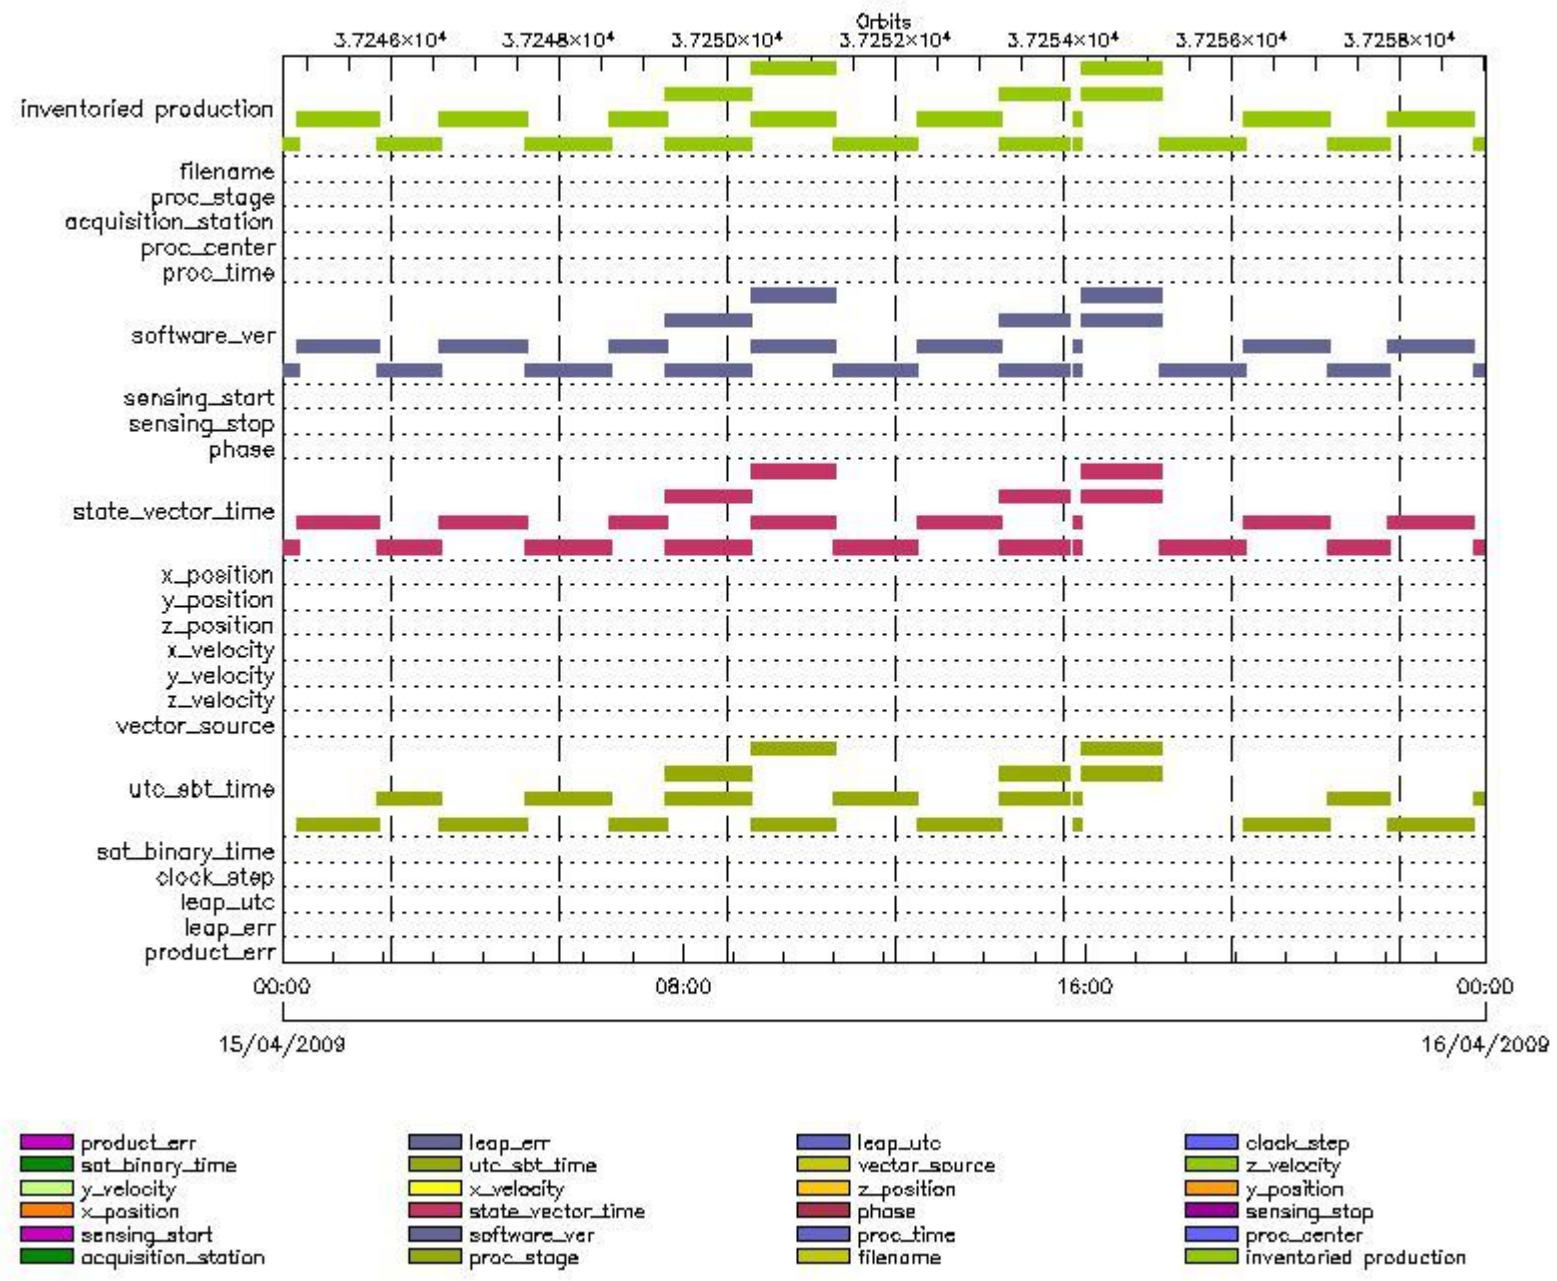 Orbits
3.7246×10⁴ 3.7248×10⁴ 3.7250×10⁴ 3.7252×10⁴ 3.7254×10⁴ 3.7256×10⁴ 3.7258×10⁴
inventoried production
filename
proc_stage
acquisition_station
proc_center
proc_time
software_ver
sensing_start
sensing_stop
phase
state_vector_time
x_position
y_position
z_position
x_velocity
y_velocity
z_velocity
vector_source
utc_sbt_time
sat_binary_time
clock_step
leap_utc
leap_err
product_err
00:00 08:00 16:00 00:00
15/04/2009 16/04/2009
product_err leap_err leap_utc clock_step
sat_binary_time utc_sbt_time vector_source z_velocity
y_velocity x_velocity z_position y_position
x_position state_vector_time phase sensing_stop
sensing_start software_ver proc_time proc_center
acquisition_station proc_stage filename inventoried production